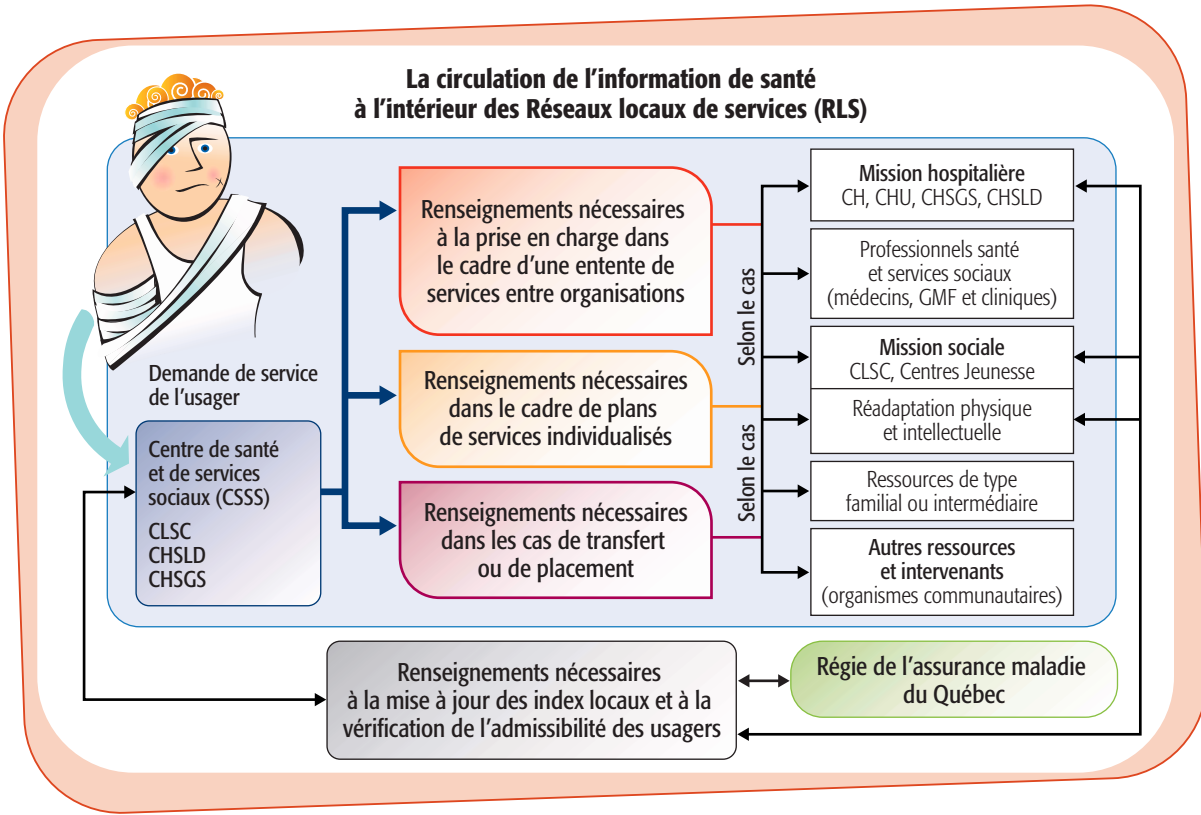 La circulation de l’information de santé
à l’intérieur des Réseaux locaux de services (RLS)
Demande de service
de l’usager
Centre de santé
et de services
sociaux (CSSS)
CLSC
CHSLD
CHSGS
Renseignements nécessaires
à la prise en charge dans
le cadre d’une entente de
services entre organisations
Renseignements nécessaires
dans le cadre de plans
de services individualisés
Renseignements nécessaires
dans les cas de transfert
ou de placement
Selon le cas
Selon le cas
Mission hospitalière
CH, CHU, CHSGS, CHSLD
Professionnels santé
et services sociaux
(médecins, GMF et cliniques)
Mission sociale
CLSC, Centres Jeunesse
Réadaptation physique
et intellectuelle
Ressources de type
familial ou intermédiaire
Autres ressources
et intervenants
(organismes communautaires)
Renseignements nécessaires
à la mise à jour des index locaux et à la
vérification de l’admissibilité des usagers
Régie de l’assurance maladie
du Québec